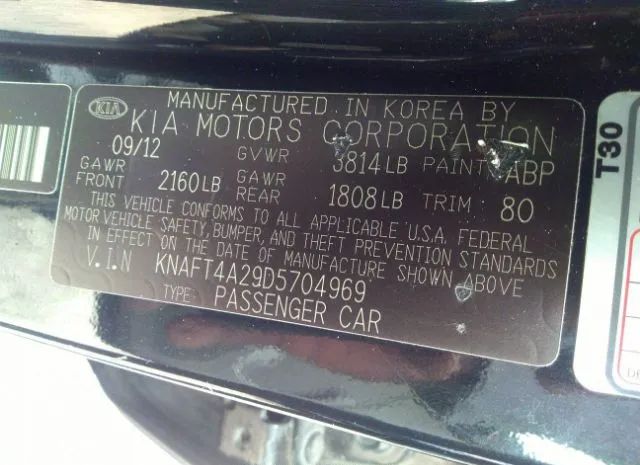 KIA
MANUFACTURED IN KOREA BY
KIA MOTORS CORPORATION
09/12 GVWR 3814LB PAINT ABP
GAWR FRONT 2160LB GAWR REAR 1808LB TRIM 80
THIS VEHICLE CONFORMS TO ALL APPLICABLE U.S.A. FEDERAL
MOTOR VEHICLE SAFETY, BUMPER, AND THEFT PREVENTION STANDARDS
IN EFFECT ON THE DATE OF MANUFACTURE SHOWN ABOVE
V.I.N KNAFT4A29D5704969
TYPE: PASSENGER CAR
T30